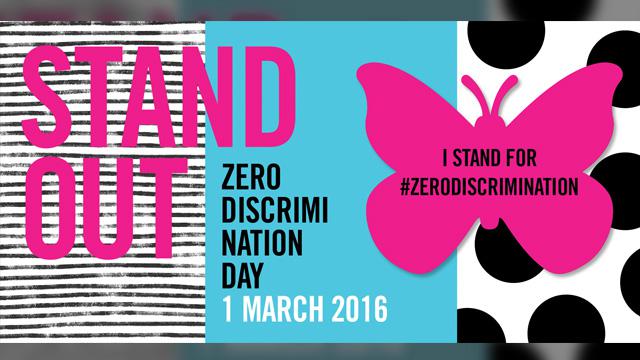 STAND
OUT
ZERO
DISCRIMI
NATION
DAY
1 MARCH 2016
I STAND FOR
#ZERODISCRIMINATION